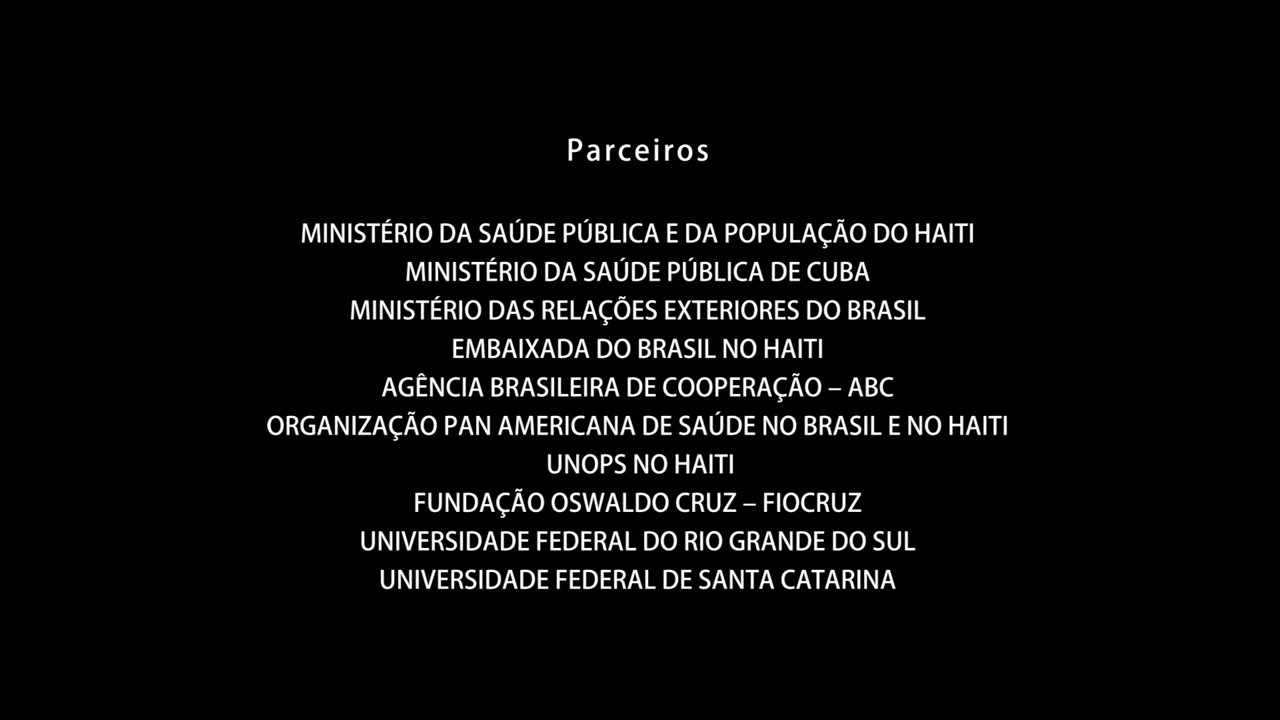 Parceiros
MINISTÉRIO DA SAÚDE PÚBLICA E DA POPULAÇÃO DO HAITI
MINISTÉRIO DA SAÚDE PÚBLICA DE CUBA
MINISTÉRIO DAS RELAÇÕES EXTERIORES DO BRASIL
EMBAIXADA DO BRASIL NO HAITI
AGÊNCIA BRASILEIRA DE COOPERAÇÃO – ABC
ORGANIZAÇÃO PAN AMERICANA DE SAÚDE NO BRASIL E NO HAITI
UNOPS NO HAITI
FUNDAÇÃO OSWALDO CRUZ – FIOCRUZ
UNIVERSIDADE FEDERAL DO RIO GRANDE DO SUL
UNIVERSIDADE FEDERAL DE SANTA CATARINA